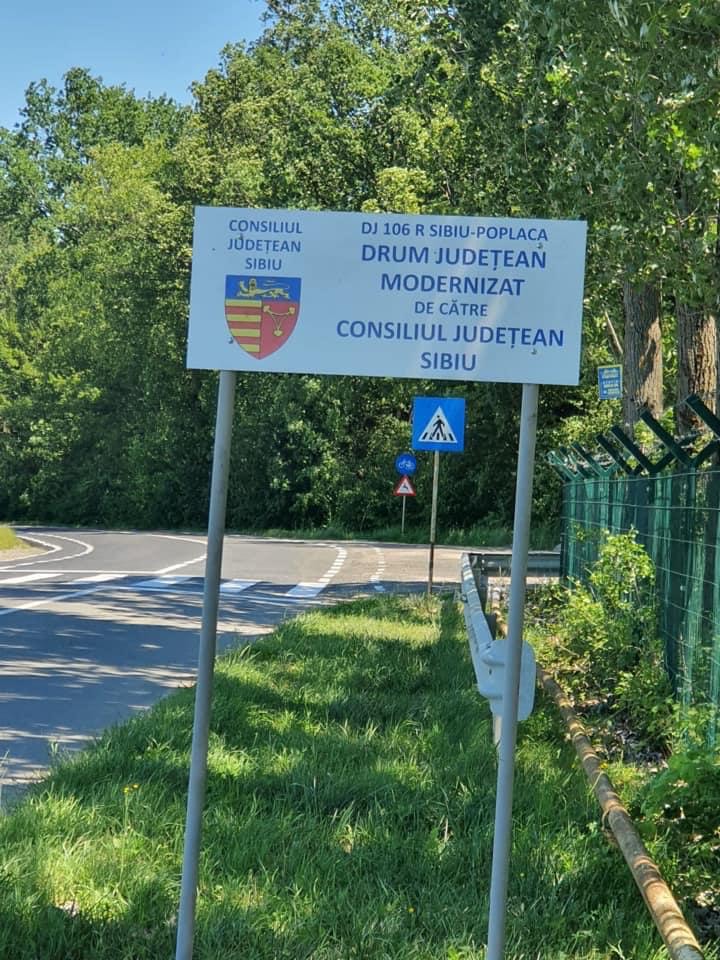 CONSILIUL
JUDEȚEAN
SIBIU
DJ 106 R SIBIU-POPLACA
DRUM JUDEȚEAN
MODERNIZAT
DE CĂTRE
CONSILIUL JUDEȚEAN
SIBIU